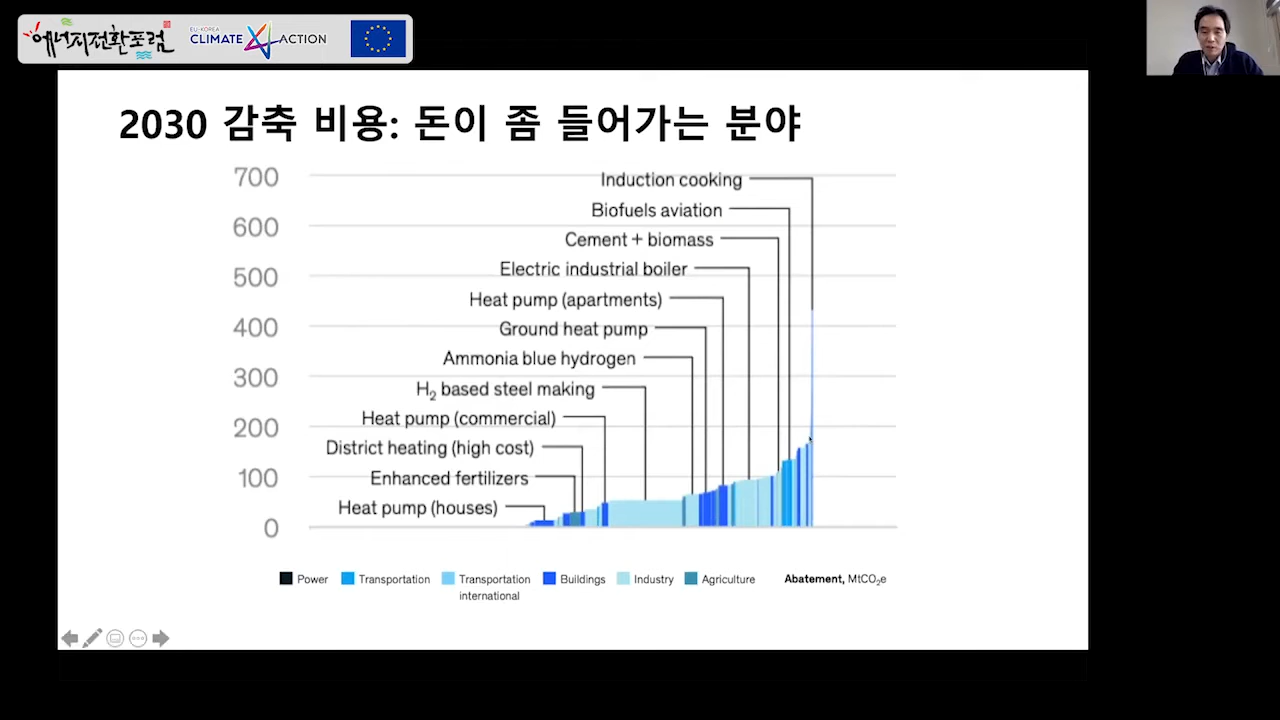 에너지전환포럼
EU-KOREA
CLIMATE ACTION
2030 감축 비용: 돈이 좀 들어가는 분야
700
600
500
400
300
200
100
0
Induction cooking
Biofuels aviation
Cement + biomass
Electric industrial boiler
Heat pump (apartments)
Ground heat pump
Ammonia blue hydrogen
H₂ based steel making
Heat pump (commercial)
District heating (high cost)
Enhanced fertilizers
Heat pump (houses)
Power
Transportation
Transportation
international
Buildings
Industry
Agriculture
Abatement, MtCO₂e